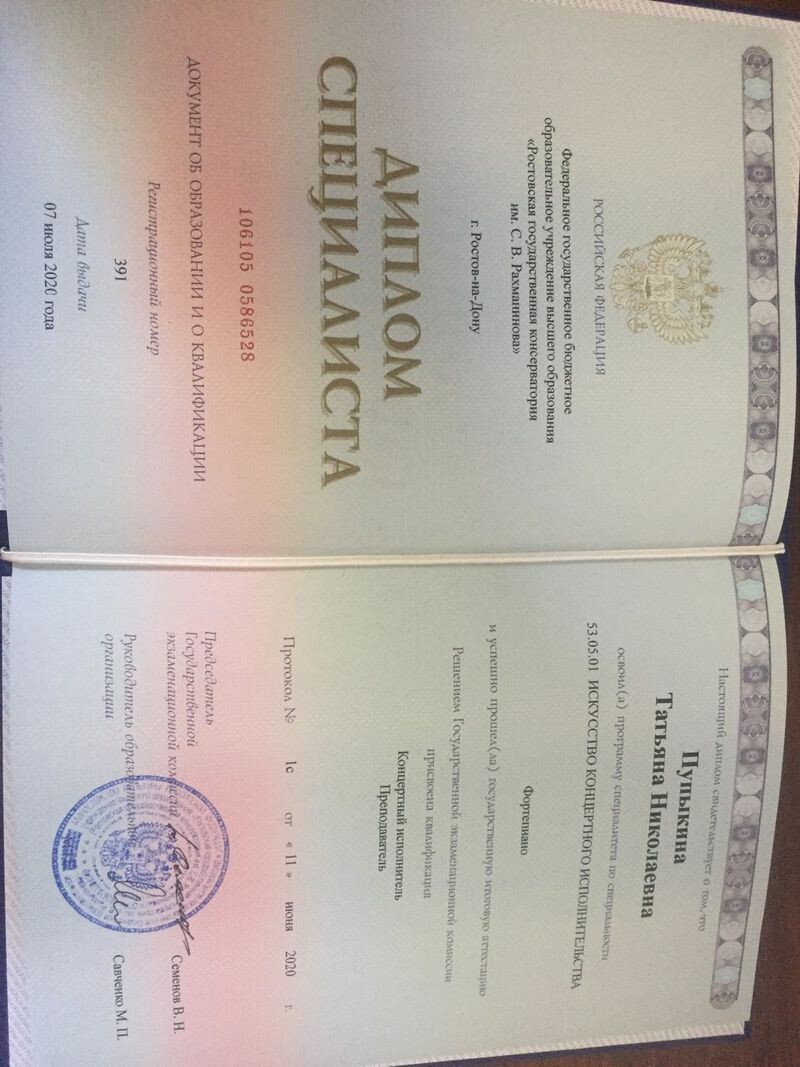 РОССИЙСКАЯ ФЕДЕРАЦИЯ
Федеральное государственное бюджетное
образовательное учреждение высшего образования
«Ростовская государственная консерватория
им. С. В. Рахманинова»
г. Ростов-на-Дону
ДИПЛОМ
СПЕЦИАЛИСТА
106105 0586528
ДОКУМЕНТ ОБ ОБРАЗОВАНИИ И О КВАЛИФИКАЦИИ
Регистрационный номер
391
Дата выдачи
07 июля 2020 года
Настоящий диплом свидетельствует о том, что
Пупыкина
Татьяна Николаевна
освоил(а) программу специалитета по специальности
53.05.01 ИСКУССТВО КОНЦЕРТНОГО ИСПОЛНИТЕЛЬСТВА
Фортепиано
и успешно прошел(ла) государственную итоговую аттестацию
Решением Государственной экзаменационной комиссии
присвоена квалификация
Концертный исполнитель
Преподаватель
Протокол № 1с от « 11 » июня 2020 г.
Председатель
Государственной
экзаменационной комиссии Семенов В. Н.
Руководитель образовательной
организации Савченко М. П.